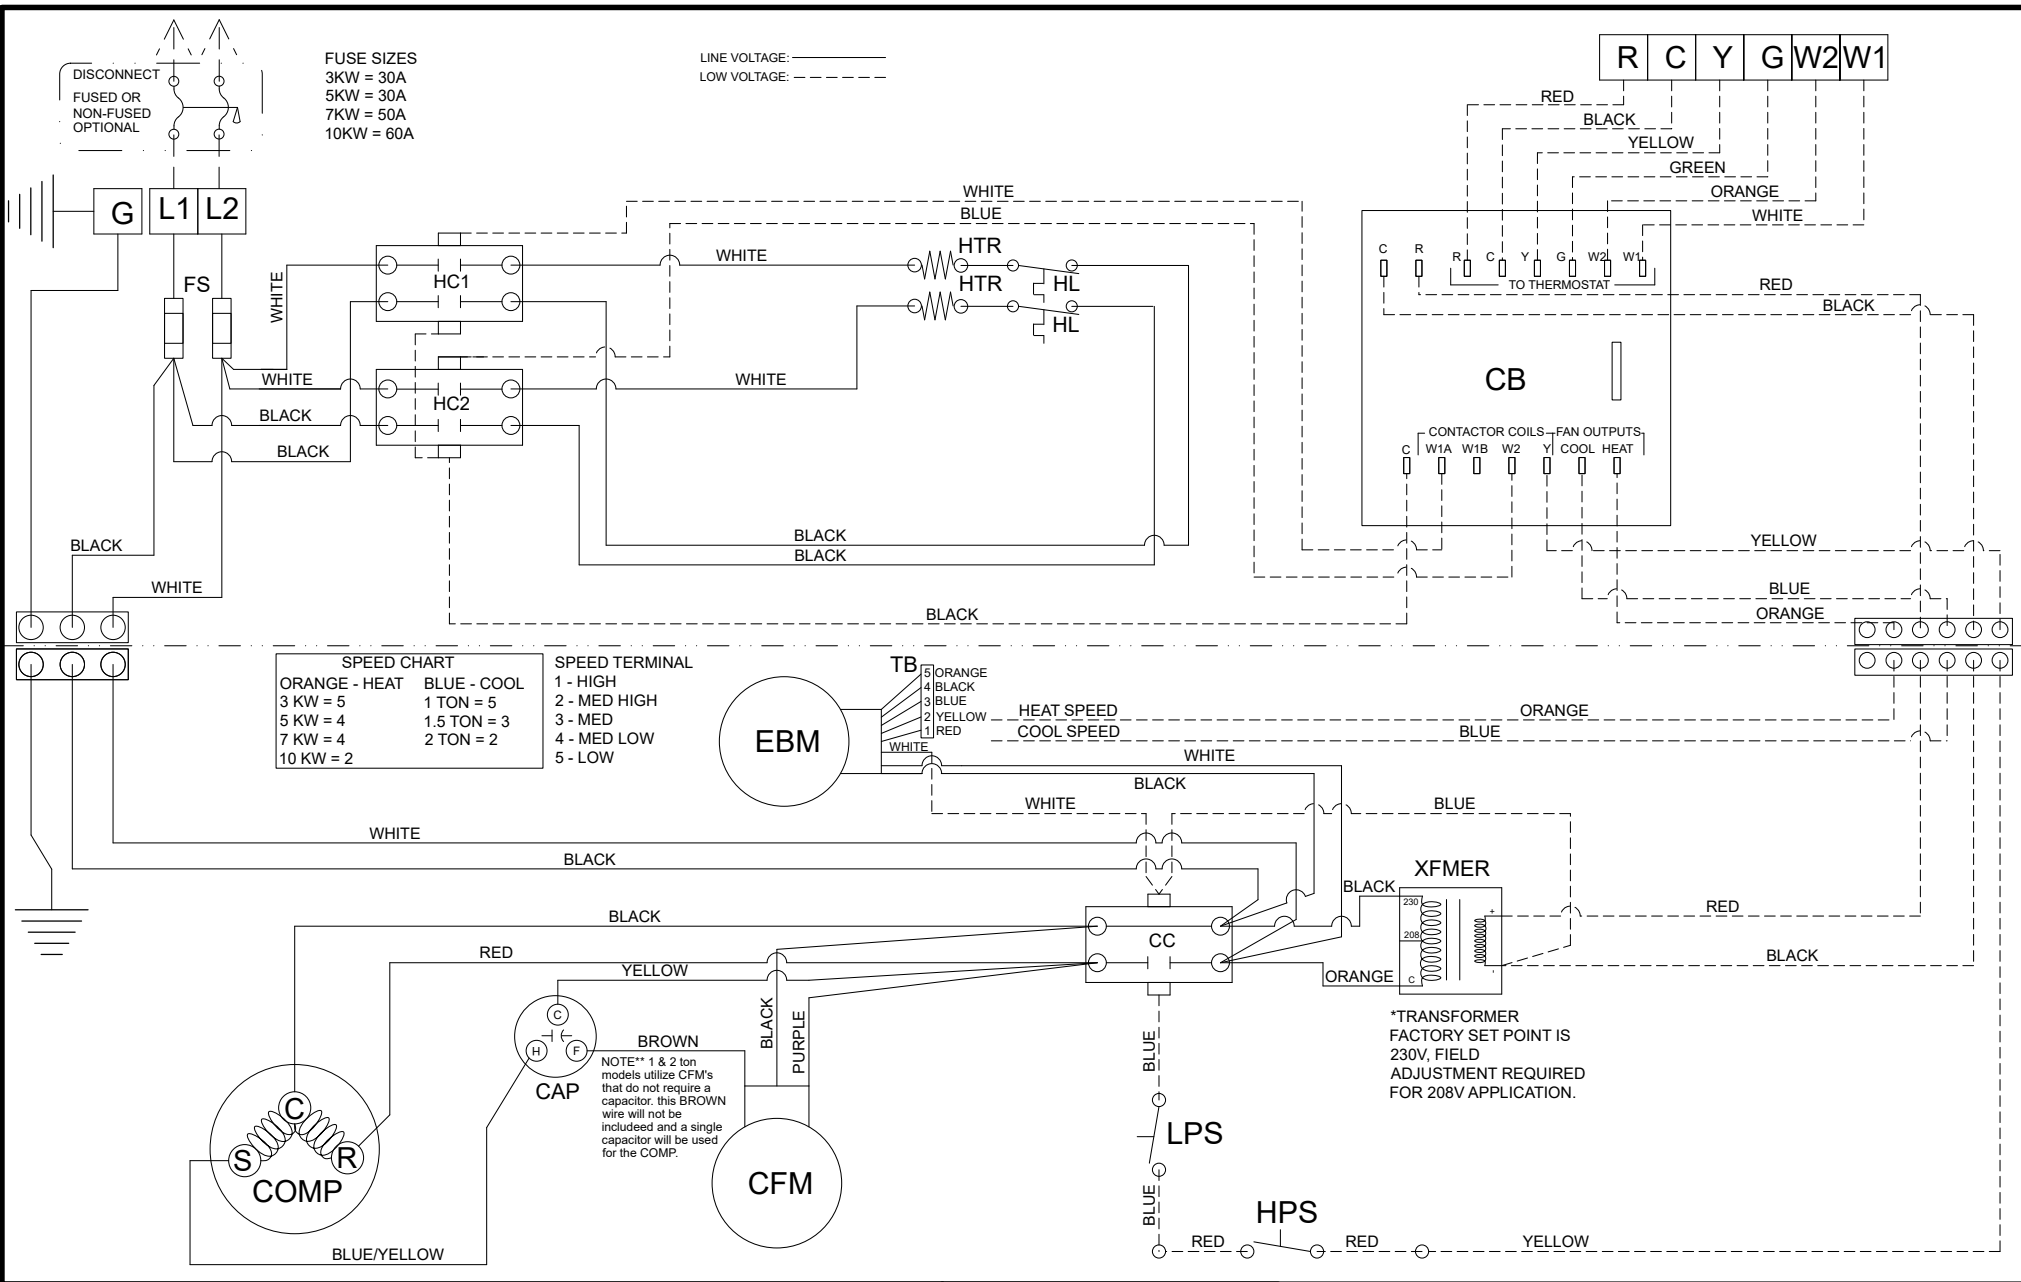 DISCONNECT
FUSED OR
NON-FUSED
OPTIONAL
FUSE SIZES
3KW = 30A
5KW = 30A
7KW = 50A
10KW = 60A
LINE VOLTAGE:
LOW VOLTAGE:
R C Y G W2 W1
RED
BLACK
YELLOW
GREEN
ORANGE
WHITE
G L1 L2
FS
WHITE
WHITE
BLUE
WHITE
HTR
HTR
HL
HL
HC1
C R R C Y G W2 W1
TO THERMOSTAT
RED
BLACK
CB
WHITE
WHITE
HC2
BLACK
BLACK
CONTACTOR COILS FAN OUTPUTS
C W1A W1B W2 Y COOL HEAT
BLACK
BLACK
BLACK
WHITE
YELLOW
BLUE
ORANGE
BLACK
SPEED CHART
ORANGE - HEAT BLUE - COOL
3 KW = 5 1 TON = 5
5 KW = 4 1.5 TON = 3
7 KW = 4 2 TON = 2
10 KW = 2
SPEED TERMINAL
1 - HIGH
2 - MED HIGH
3 - MED
4 - MED LOW
5 - LOW
EBM
TB
5 ORANGE
4 BLACK
3 BLUE
2 YELLOW
1 RED
WHITE
HEAT SPEED
COOL SPEED
ORANGE
BLUE
WHITE
BLACK
WHITE
BLUE
WHITE
BLACK
XFMER
BLACK
230
208
C
+
-
ORANGE
RED
BLACK
BLACK
RED
YELLOW
CC
*TRANSFORMER
FACTORY SET POINT IS
230V, FIELD
ADJUSTMENT REQUIRED
FOR 208V APPLICATION.
C
H F
CAP
BROWN
BLACK
PURPLE
NOTE** 1 & 2 ton
models utilize CFM's
that do not require a
capacitor. this BROWN
wire will not be
includeed and a single
capacitor will be used
for the COMP.
CFM
C
S R
COMP
BLUE/YELLOW
BLUE
LPS
BLUE
HPS
RED
RED
YELLOW